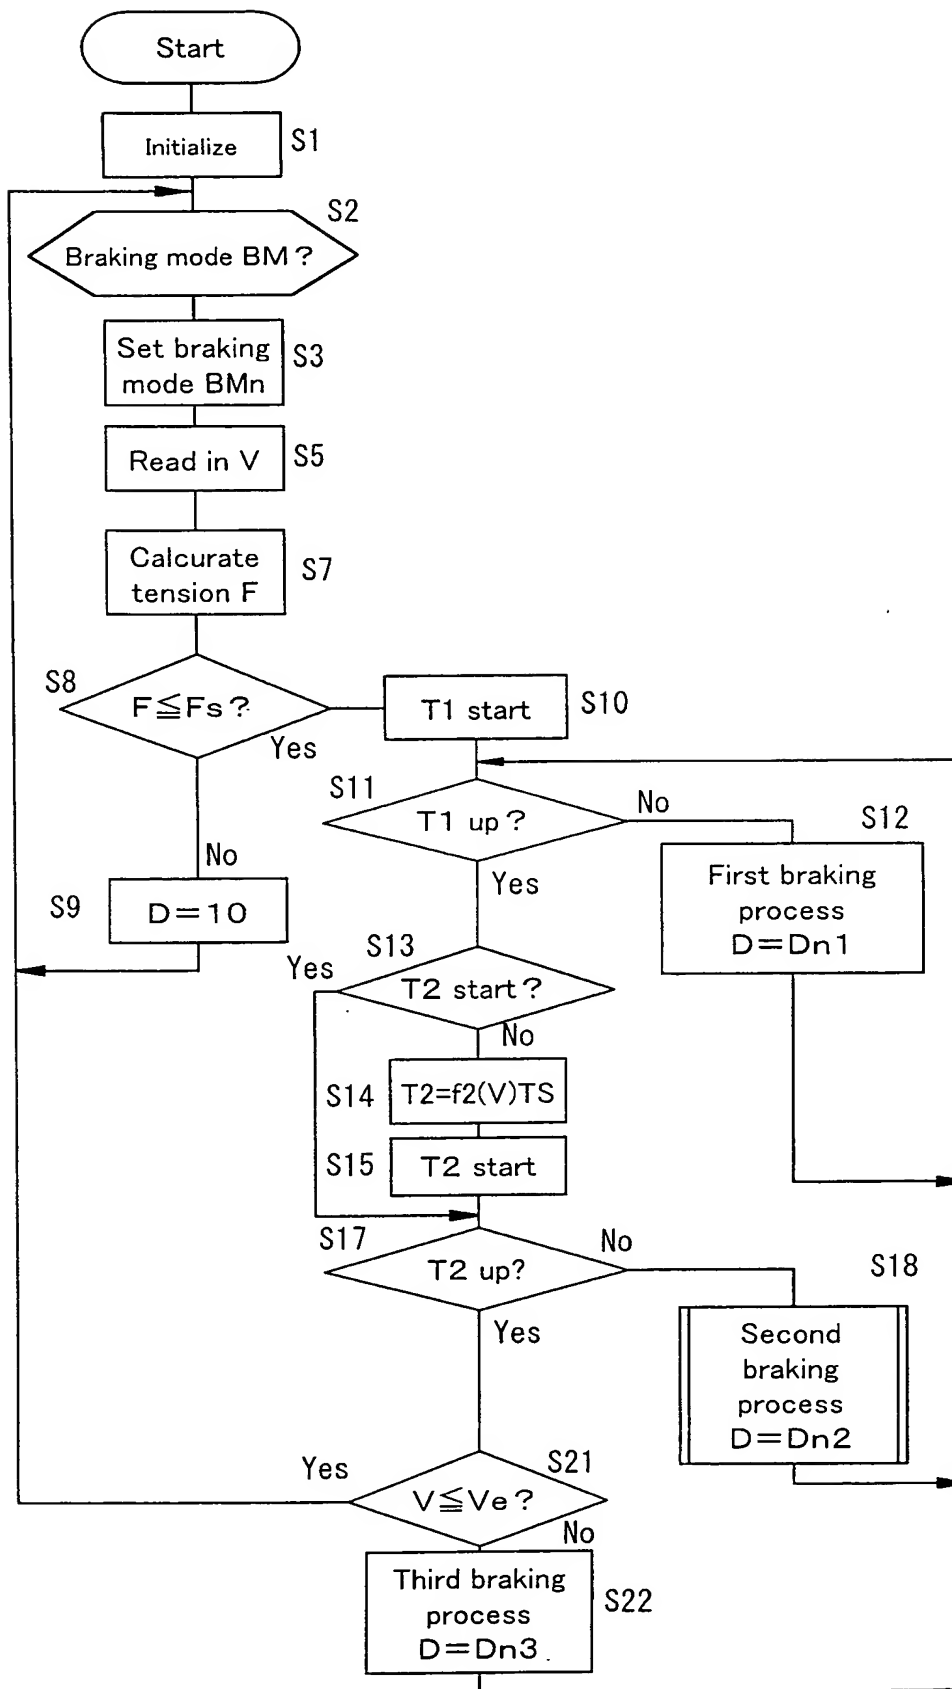 Start
Initialize
S1
S2
Braking mode BM?
Set braking
mode BMn
S3
Read in V
S5
Calcurate
tension F
S7
S8
F≦Fs?
Yes
T1 start
S10
No
S9
D=10
S11
T1 up?
No
S12
First braking
process
D=Dn1
Yes
S13
Yes
T2 start?
No
S14
T2=f2(V)TS
S15
T2 start
S17
T2 up?
No
S18
Second
braking
process
D=Dn2
Yes
S21
Yes
V≦Ve?
No
Third braking
process
D=Dn3
S22